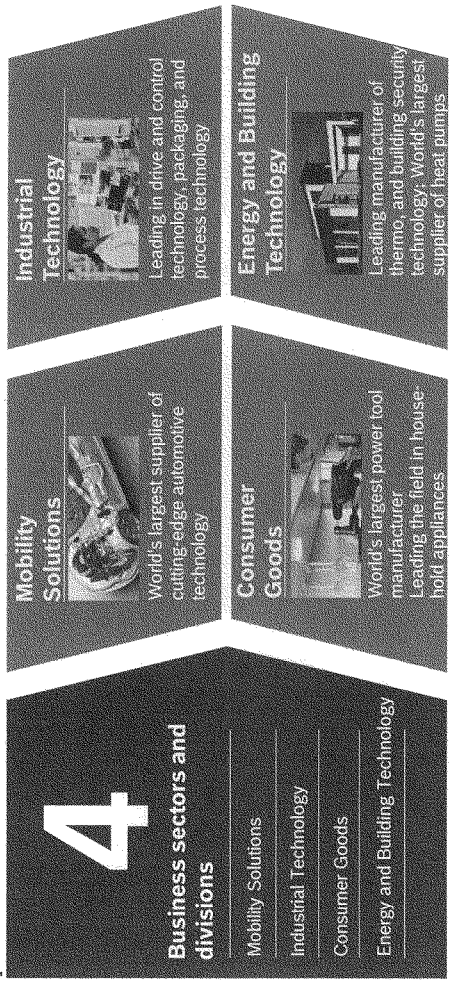 4
Business sectors and
divisions
Mobility Solutions
Industrial Technology
Consumer Goods
Energy and Building Technology
Mobility
Solutions
World's largest supplier of
cutting-edge automotive
technology
Industrial
Technology
Leading in drive and control
technology, packaging, and
process technology
Consumer
Goods
World's largest power tool
manufacturer
Leading the field in house-
hold appliances
Energy and Building
Technology
Leading manufacturer of
thermo, and building security
technology; World's largest
supplier of heat pumps